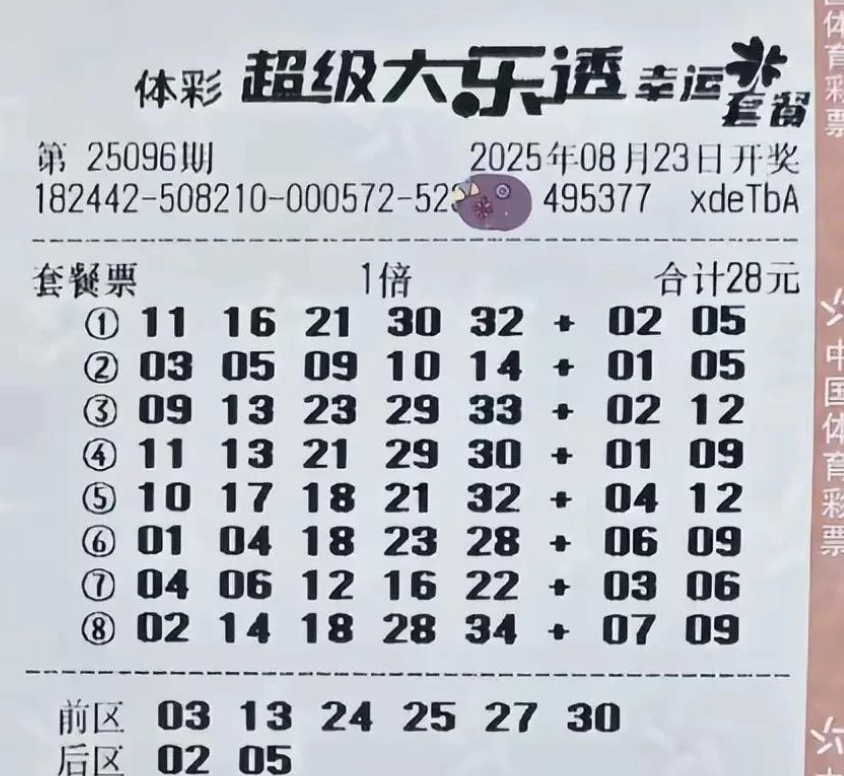 体彩 超级大乐透 幸运 套餐
第 25096期 2025年08月23日开奖
182442-508210-000572-52 495377 xdeTbA
套餐票 1倍 合计28元
① 11 16 21 30 32 + 02 05
② 03 05 09 10 14 + 01 05
③ 09 13 23 29 33 + 02 12
④ 11 13 21 29 30 + 01 09
⑤ 10 17 18 21 32 + 04 12
⑥ 01 04 18 23 28 + 06 09
⑦ 04 06 12 16 22 + 03 06
⑧ 02 14 18 28 34 + 07 09
前区 03 13 24 25 27 30
后区 02 05
国体育彩票
中国体育彩票